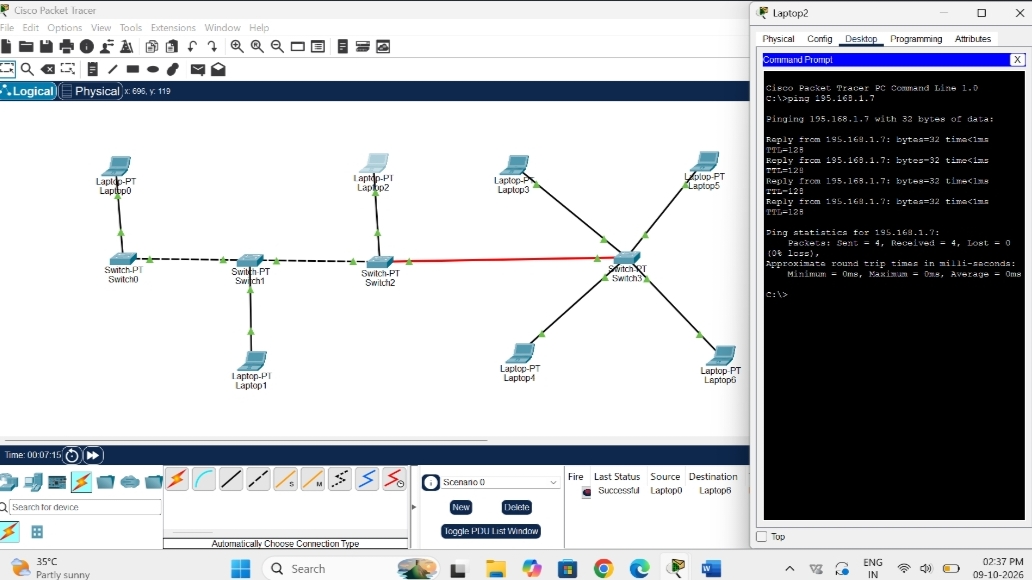 Cisco Packet Tracer
File Edit Options View Tools Extensions Window Help
Logical Physical x: 696, y: 119
Laptop-PT
Laptop0
Laptop-PT
Laptop2
Laptop-PT
Laptop3
Laptop-PT
Laptop5
Switch-PT
Switch0
Switch-PT
Switch1
Switch-PT
Switch2
Switch-PT
Switch3
Laptop-PT
Laptop1
Laptop-PT
Laptop4
Laptop-PT
Laptop6
Time: 00:07:15
Search for device
S
M
Automatically Choose Connection Type
Scenario 0
New Delete
Toggle PDU List Window
Fire Last Status Source Destination
Successful Laptop0 Laptop6
Laptop2
Physical Config Desktop Programming Attributes
Command Prompt X
Cisco Packet Tracer PC Command Line 1.0
C:\>ping 195.168.1.7
Pinging 195.168.1.7 with 32 bytes of data:
Reply from 195.168.1.7: bytes=32 time<1ms
TTL=128
Reply from 195.168.1.7: bytes=32 time<1ms
TTL=128
Reply from 195.168.1.7: bytes=32 time<1ms
TTL=128
Reply from 195.168.1.7: bytes=32 time<1ms
TTL=128
Ping statistics for 195.168.1.7:
Packets: Sent = 4, Received = 4, Lost = 0
(0% loss),
Approximate round trip times in milli-seconds:
Minimum = 0ms, Maximum = 0ms, Average = 0ms
C:\>
Top
35°C
Partly sunny
Search
ENG
IN
02:37 PM
09-10-2026